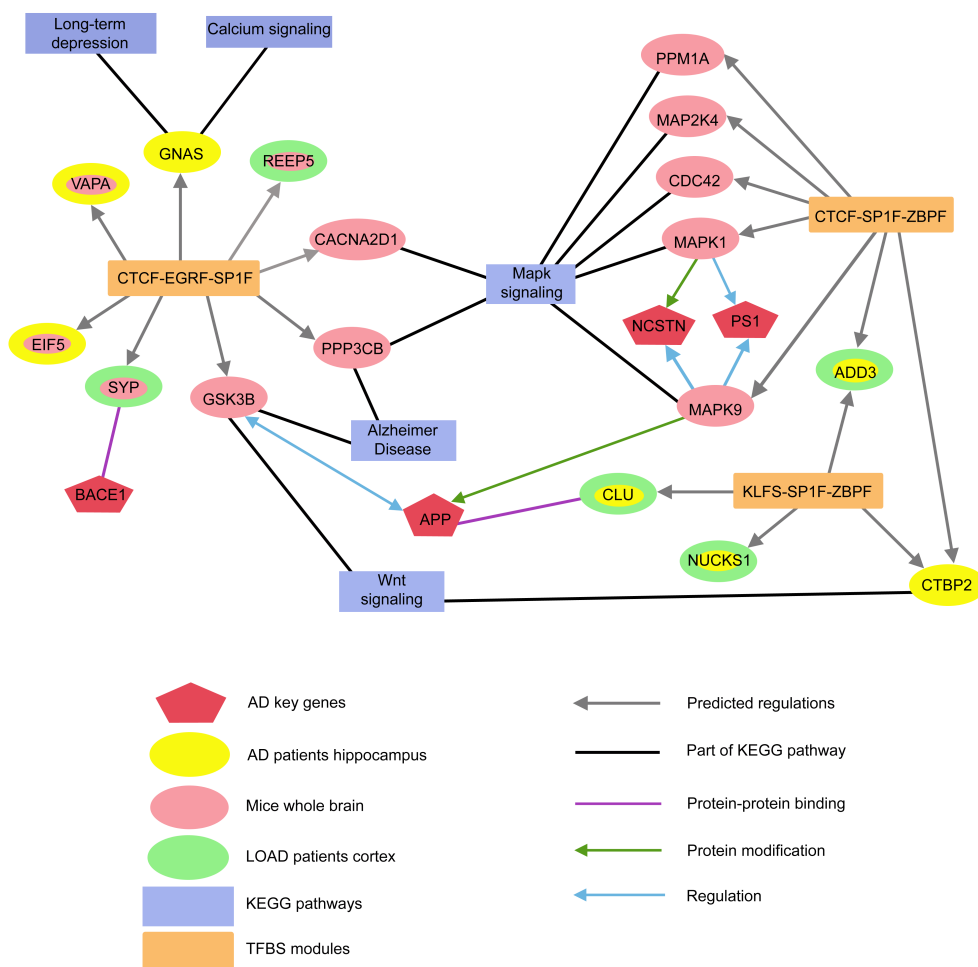 Long-term
depression
Calcium signaling
PPM1A
MAP2K4
GNAS
REEP5
VAPA
CDC42
CTCF-SP1F-ZBPF
CACNA2D1
MAPK1
CTCF-EGRF-SP1F
Mapk
signaling
NCSTN
PS1
EIF5
PPP3CB
ADD3
SYP
GSK3B
MAPK9
Alzheimer
Disease
BACE1
CLU
KLFS-SP1F-ZBPF
APP
NUCKS1
Wnt
signaling
CTBP2
AD key genes
Predicted regulations
AD patients hippocampus
Part of KEGG pathway
Mice whole brain
Protein-protein binding
LOAD patients cortex
Protein modification
KEGG pathways
Regulation
TFBS modules